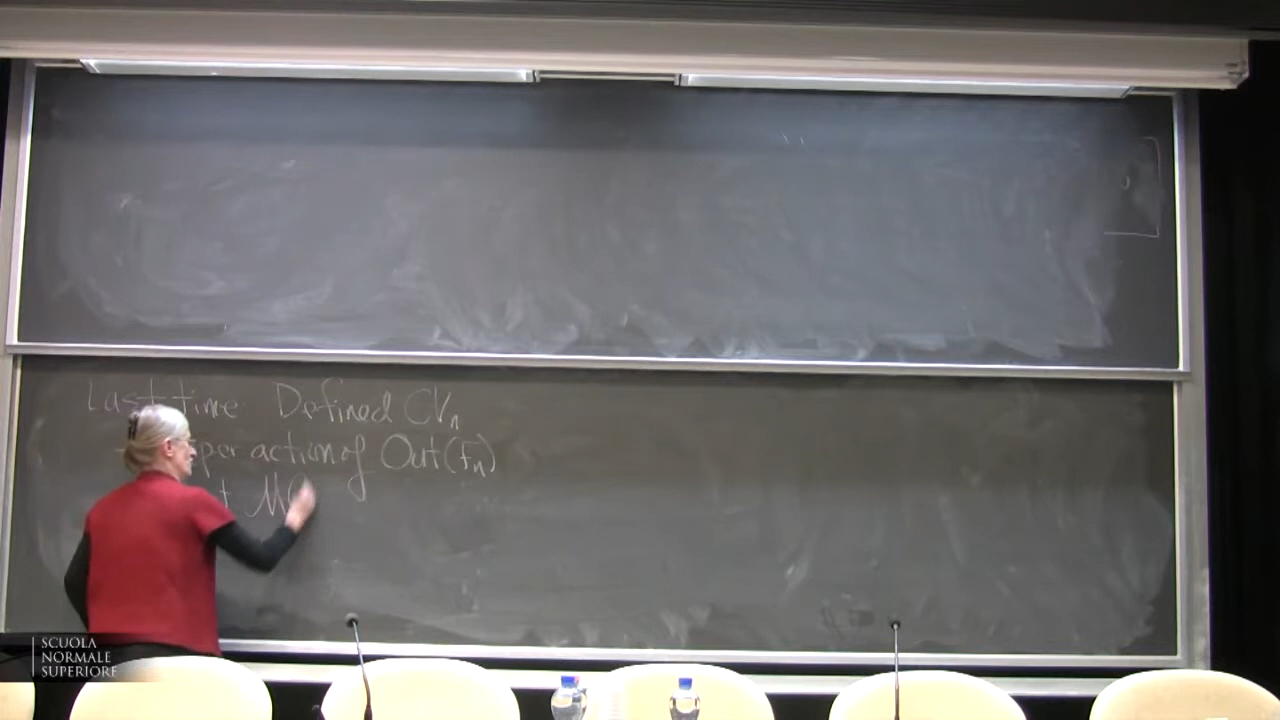 Last time Defined CVn
per action of Out(Fn)
SCUOLA
NORMALE
SUPERIORE